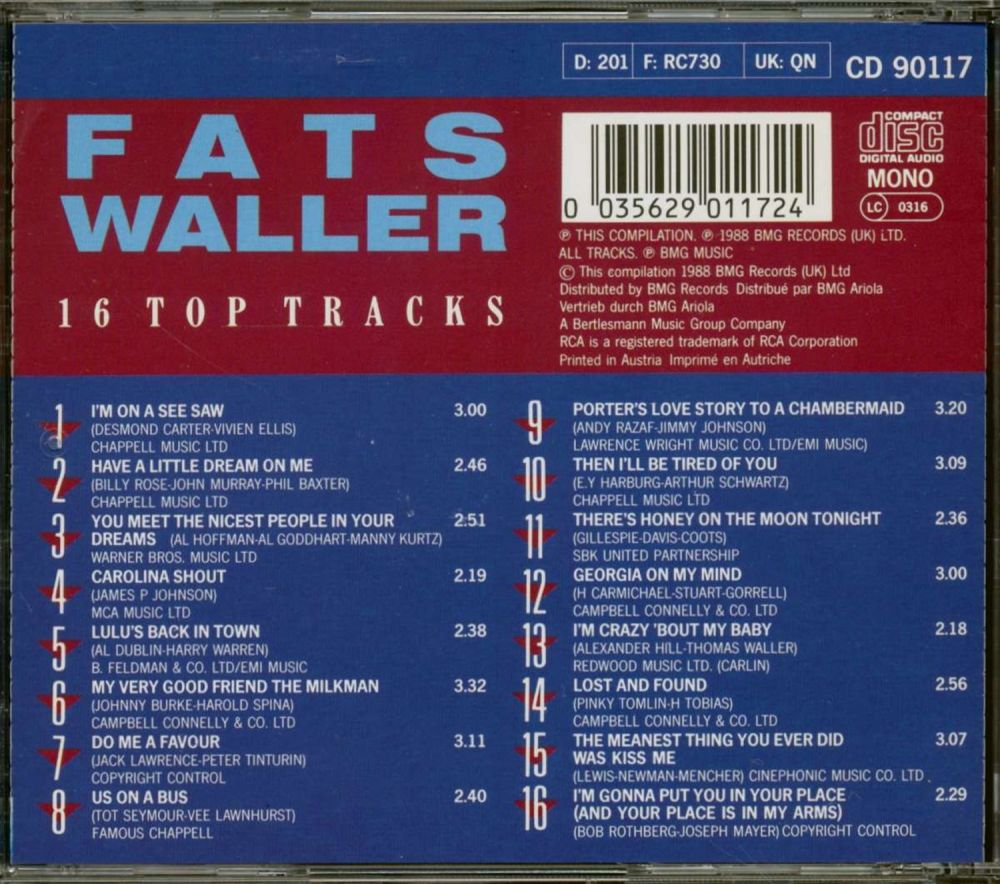 D: 201 F: RC730 UK: QN CD 90117
FATS
WALLER
16 TOP TRACKS
0 035629 011724
COMPACT
disc
DIGITAL AUDIO
MONO
LC 0316
℗ THIS COMPILATION. ℗ 1988 BMG RECORDS (UK) LTD.
ALL TRACKS. ℗ BMG MUSIC
© This compilation 1988 BMG Records (UK) Ltd
Distributed by BMG Records Distribué par BMG Ariola
Vertrieb durch BMG Ariola
A Bertlesmann Music Group Company
RCA is a registered trademark of RCA Corporation
Printed in Austria Imprimé en Autriche
1 I'M ON A SEE SAW 3.00
(DESMOND CARTER-VIVIEN ELLIS)
CHAPPELL MUSIC LTD
2 HAVE A LITTLE DREAM ON ME 2.46
(BILLY ROSE-JOHN MURRAY-PHIL BAXTER)
CHAPPELL MUSIC LTD
3 YOU MEET THE NICEST PEOPLE IN YOUR 2:51
DREAMS (AL HOFFMAN-AL GODDHART-MANNY KURTZ)
WARNER BROS. MUSIC LTD
4 CAROLINA SHOUT 2.19
(JAMES P JOHNSON)
MCA MUSIC LTD
5 LULU'S BACK IN TOWN 2.38
(AL DUBLIN-HARRY WARREN)
B. FELDMAN & CO. LTD/EMI MUSIC
6 MY VERY GOOD FRIEND THE MILKMAN 3.32
(JOHNNY BURKE-HAROLD SPINA)
CAMPBELL CONNELLY & CO. LTD
7 DO ME A FAVOUR 3.11
(JACK LAWRENCE-PETER TINTURIN)
COPYRIGHT CONTROL
8 US ON A BUS 2.40
(TOT SEYMOUR-VEE LAWNHURST)
FAMOUS CHAPPELL
9 PORTER'S LOVE STORY TO A CHAMBERMAID 3.20
(ANDY RAZAF-JIMMY JOHNSON)
LAWRENCE WRIGHT MUSIC CO. LTD/EMI MUSIC)
10 THEN I'LL BE TIRED OF YOU 3.09
(E.Y HARBURG-ARTHUR SCHWARTZ)
CHAPPELL MUSIC LTD
11 THERE'S HONEY ON THE MOON TONIGHT 2.36
(GILLESPIE-DAVIS-COOTS)
SBK UNITED PARTNERSHIP
12 GEORGIA ON MY MIND 3.00
(H CARMICHAEL-STUART-GORRELL)
CAMPBELL CONNELLY & CO. LTD
13 I'M CRAZY 'BOUT MY BABY 2.18
(ALEXANDER HILL-THOMAS WALLER)
REDWOOD MUSIC LTD. (CARLIN)
14 LOST AND FOUND 2.56
(PINKY TOMLIN-H TOBIAS)
CAMPBELL CONNELLY & CO. LTD
15 THE MEANEST THING YOU EVER DID 3.07
WAS KISS ME
(LEWIS-NEWMAN-MENCHER) CINEPHONIC MUSIC CO. LTD.
16 I'M GONNA PUT YOU IN YOUR PLACE 2.29
(AND YOUR PLACE IS IN MY ARMS)
(BOB ROTHBERG-JOSEPH MAYER) COPYRIGHT CONTROL